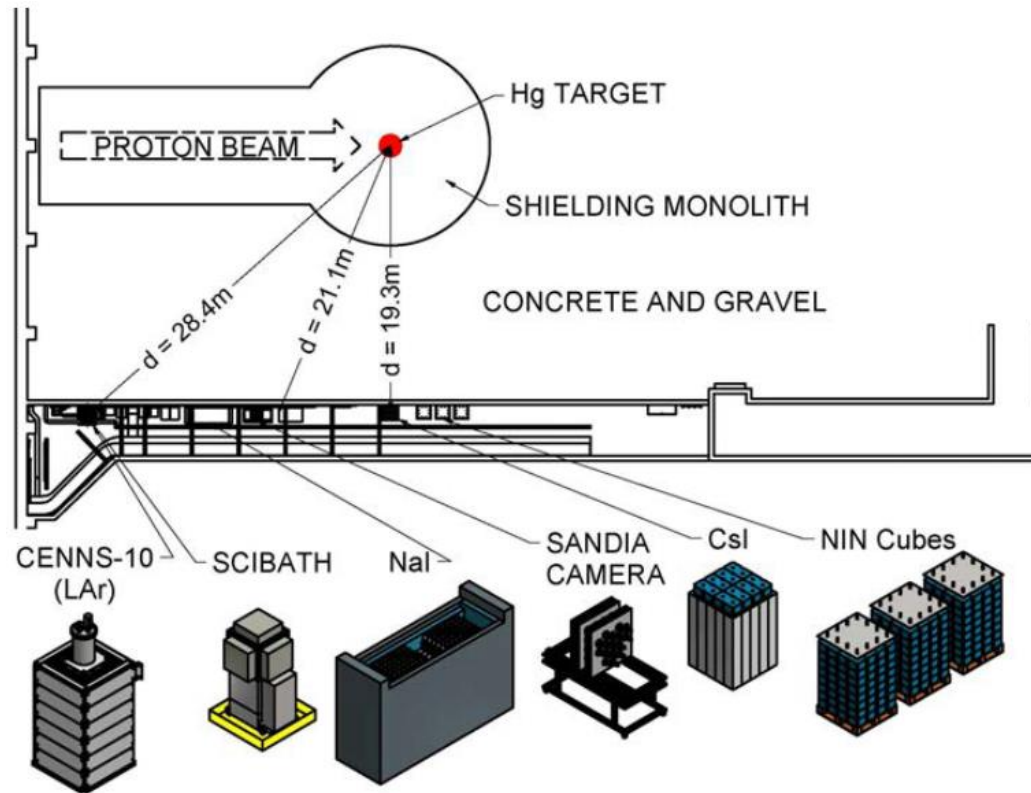 Hg TARGET
PROTON BEAM
SHIELDING MONOLITH
d = 28.4m
d = 21.1m
d = 19.3m
CONCRETE AND GRAVEL
CENNS-10
(LAr)
SCIBATH
NaI
SANDIA
CAMERA
CsI
NIN Cubes